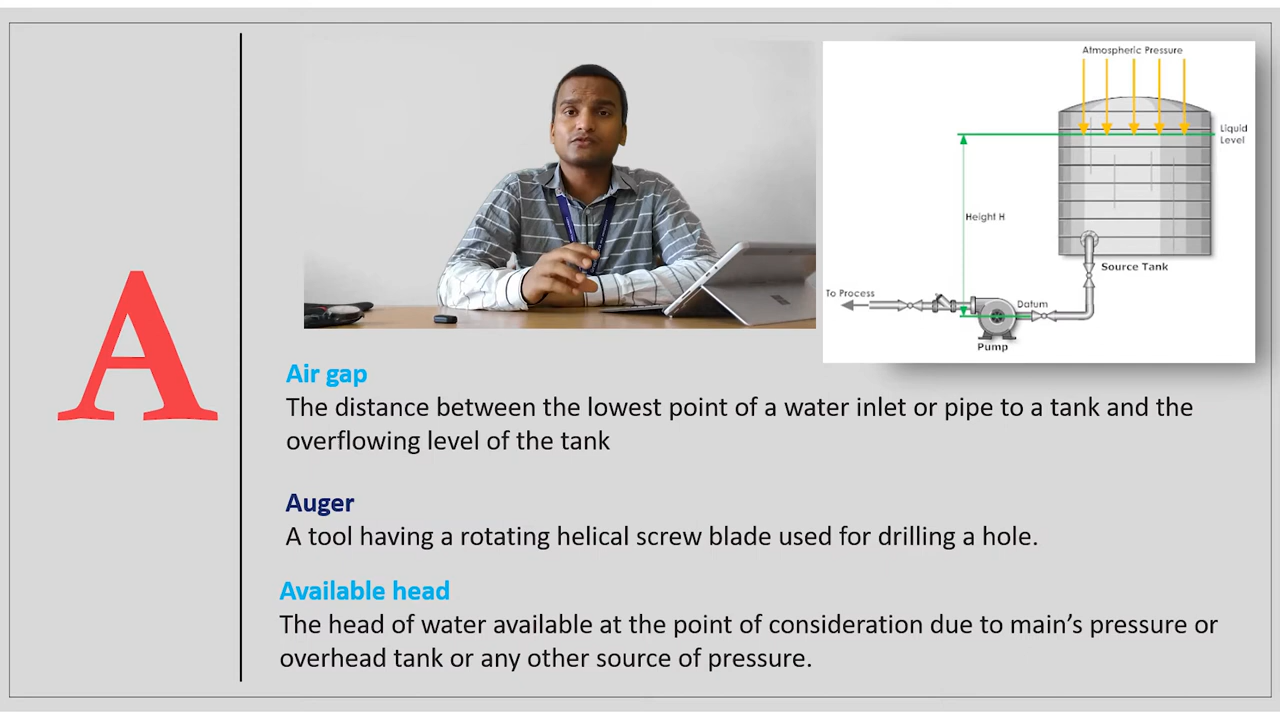 A
Atmospheric Pressure
Liquid
Level
Height H
Source Tank
To Process
Datum
Pump
Air gap
The distance between the lowest point of a water inlet or pipe to a tank and the
overflowing level of the tank
Auger
A tool having a rotating helical screw blade used for drilling a hole.
Available head
The head of water available at the point of consideration due to main’s pressure or
overhead tank or any other source of pressure.